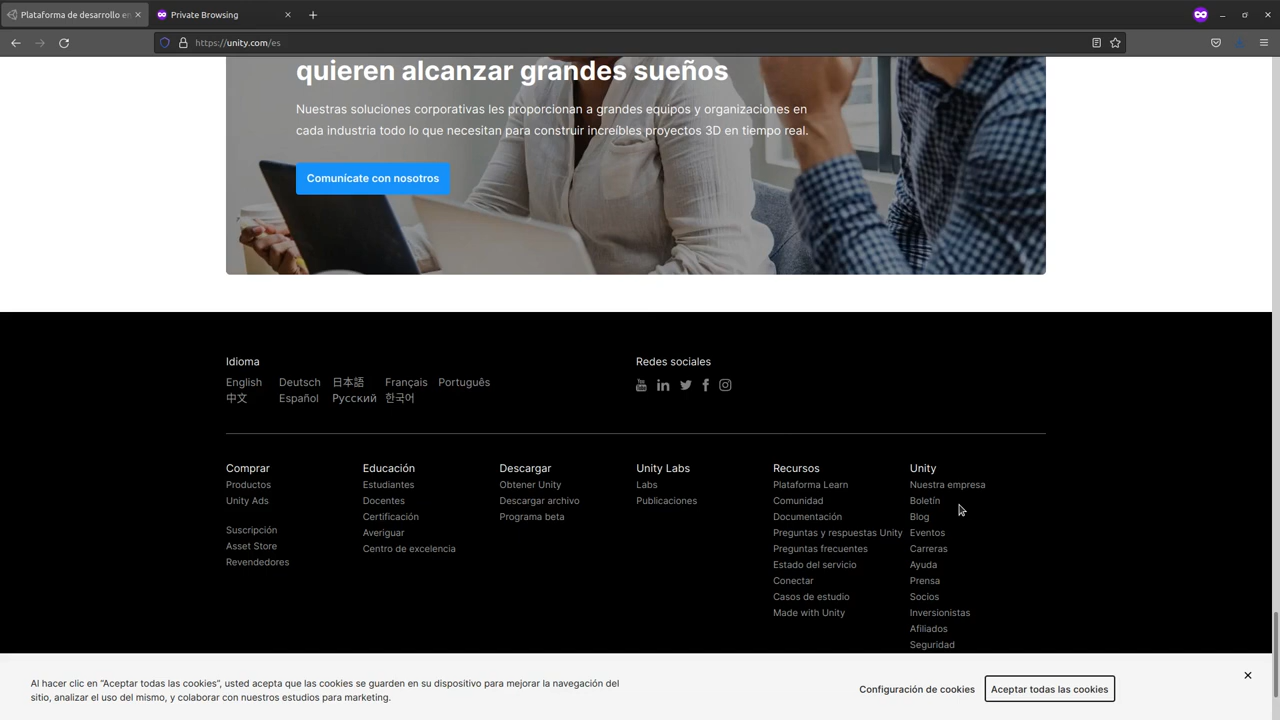 Plataforma de desarrollo en
Private Browsing
https://unity.com/es
quieren alcanzar grandes sueños
Nuestras soluciones corporativas les proporcionan a grandes equipos y organizaciones en
cada industria todo lo que necesitan para construir increíbles proyectos 3D en tiempo real.
Comunícate con nosotros
Idioma
English Deutsch 日本語 Français Português
中文 Español Русский 한국어
Redes sociales
Comprar
Productos
Unity Ads
Suscripción
Asset Store
Revendedores
Educación
Estudiantes
Docentes
Certificación
Averiguar
Centro de excelencia
Descargar
Obtener Unity
Descargar archivo
Programa beta
Unity Labs
Labs
Publicaciones
Recursos
Plataforma Learn
Comunidad
Documentación
Preguntas y respuestas Unity
Preguntas frecuentes
Estado del servicio
Conectar
Casos de estudio
Made with Unity
Unity
Nuestra empresa
Boletín
Blog
Eventos
Carreras
Ayuda
Prensa
Socios
Inversionistas
Afiliados
Seguridad
Al hacer clic en “Aceptar todas las cookies”, usted acepta que las cookies se guarden en su dispositivo para mejorar la navegación del
sitio, analizar el uso del mismo, y colaborar con nuestros estudios para marketing.
Configuración de cookies
Aceptar todas las cookies